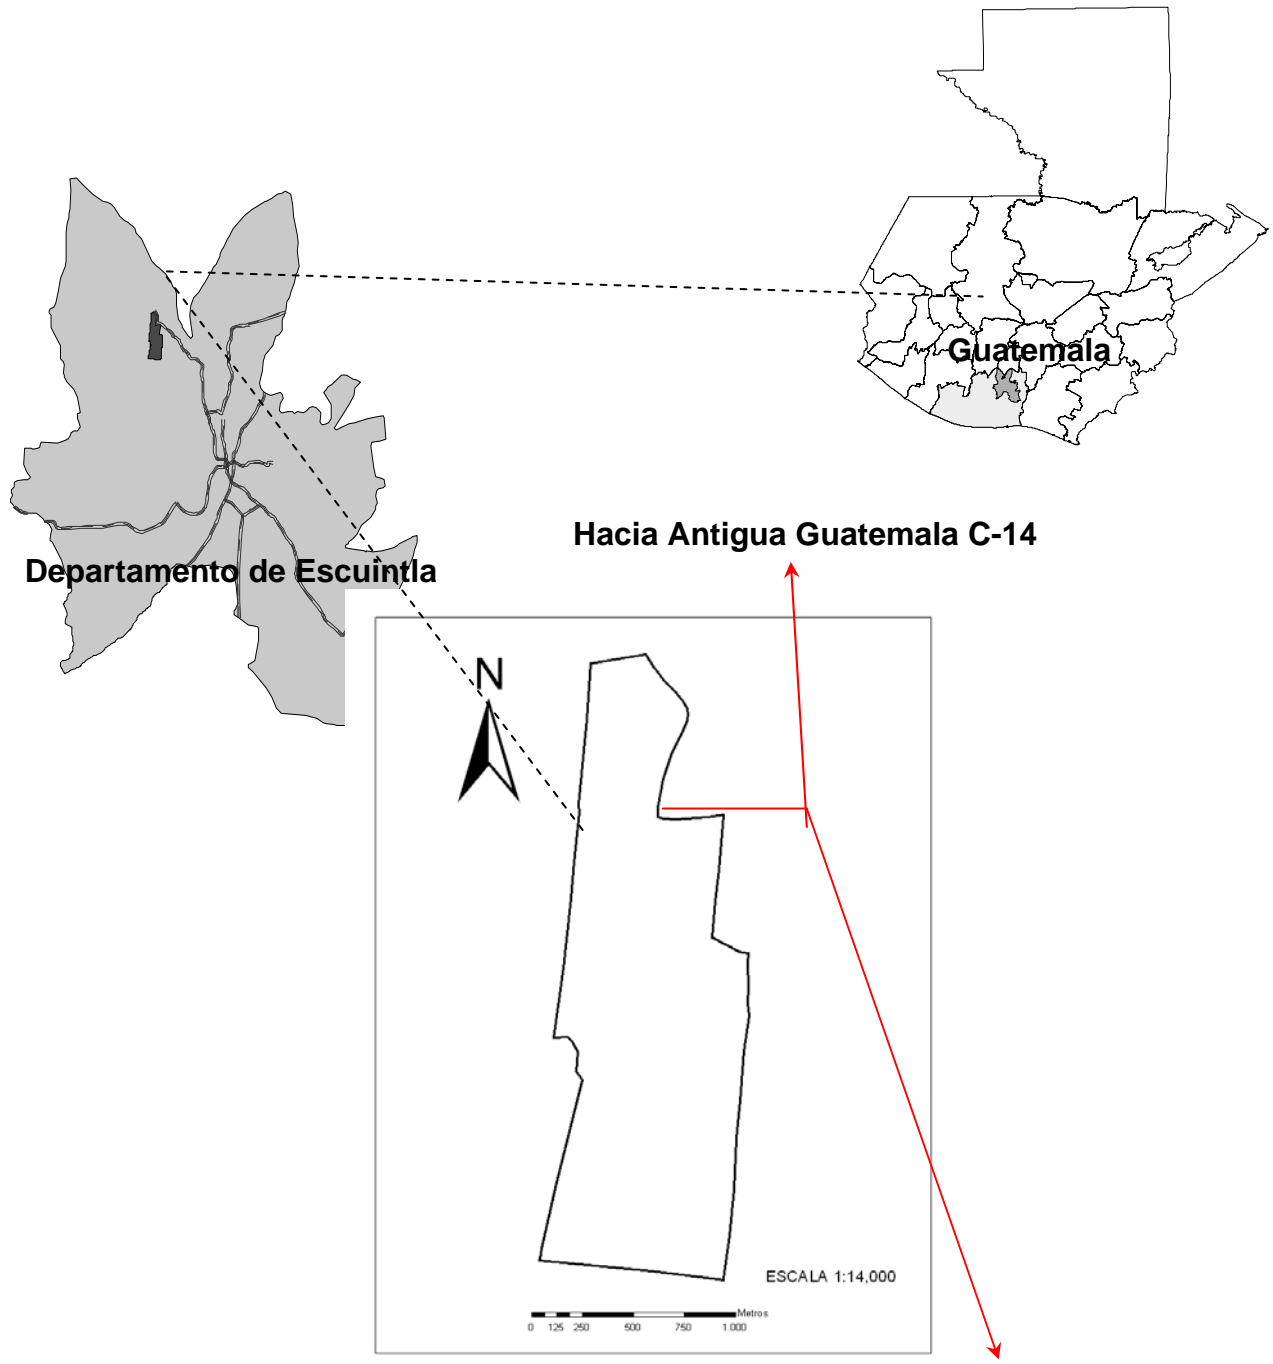 Guatemala
Hacia Antigua Guatemala C-14
Departamento de Escuintla
N
ESCALA 1:14,000
Metros
0 125 250 500 750 1.000